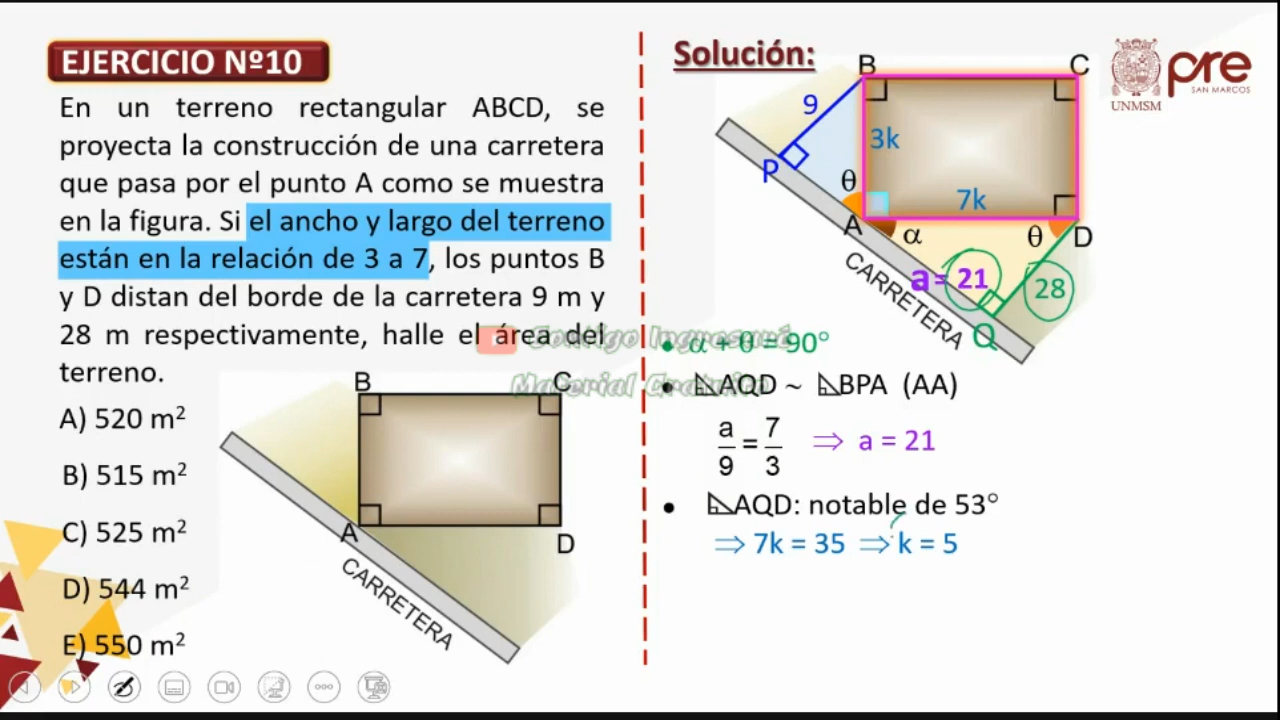 EJERCICIO Nº10
En un terreno rectangular ABCD, se
proyecta la construcción de una carretera
que pasa por el punto A como se muestra
en la figura. Si el ancho y largo del terreno
están en la relación de 3 a 7, los puntos B
y D distan del borde de la carretera 9 m y
28 m respectivamente, halle el área del
terreno.
A) 520 m²
B) 515 m²
C) 525 m²
D) 544 m²
E) 550 m²
B
C
A
D
CARRETERA
Solución:
B
C
9
3k
P
θ
7k
A
α
θ
D
a = 21
28
CARRETERA
Q
UNMSM
pre
SAN MARCOS
Contigo Ingresaré
Material Gratuito
• α + θ = 90°
• ◺AQD ~ ◺BPA (AA)
a/9 = 7/3 ⟹ a = 21
• ◺AQD: notable de 53°
⟹ 7k = 35 ⟹ k = 5